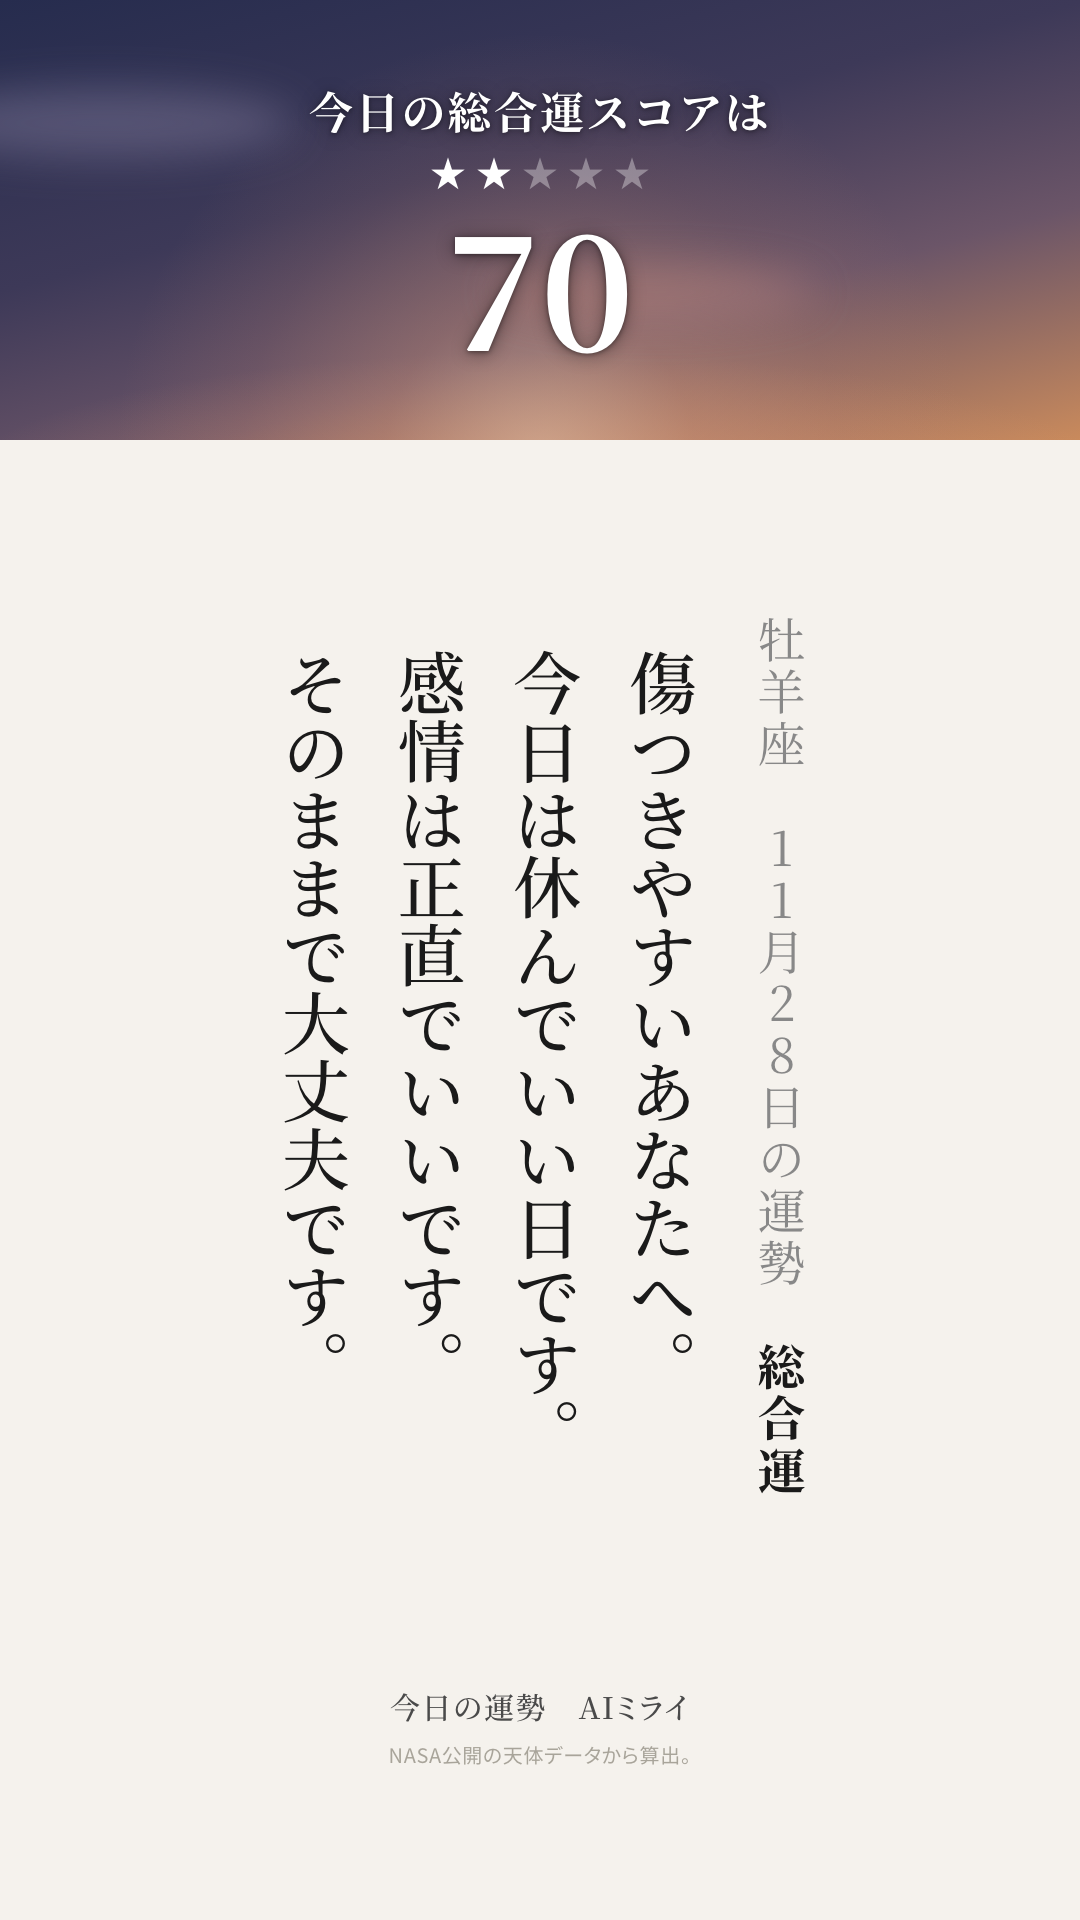 今日の総合運スコアは
★★★★★
70
牡羊座　11月28日の運勢　総合運
傷つきやすいあなたへ。
今日は休んでいい日です。
感情は正直でいいです。
そのままで大丈夫です。
今日の運勢　AIミライ
NASA公開の天体データから算出。